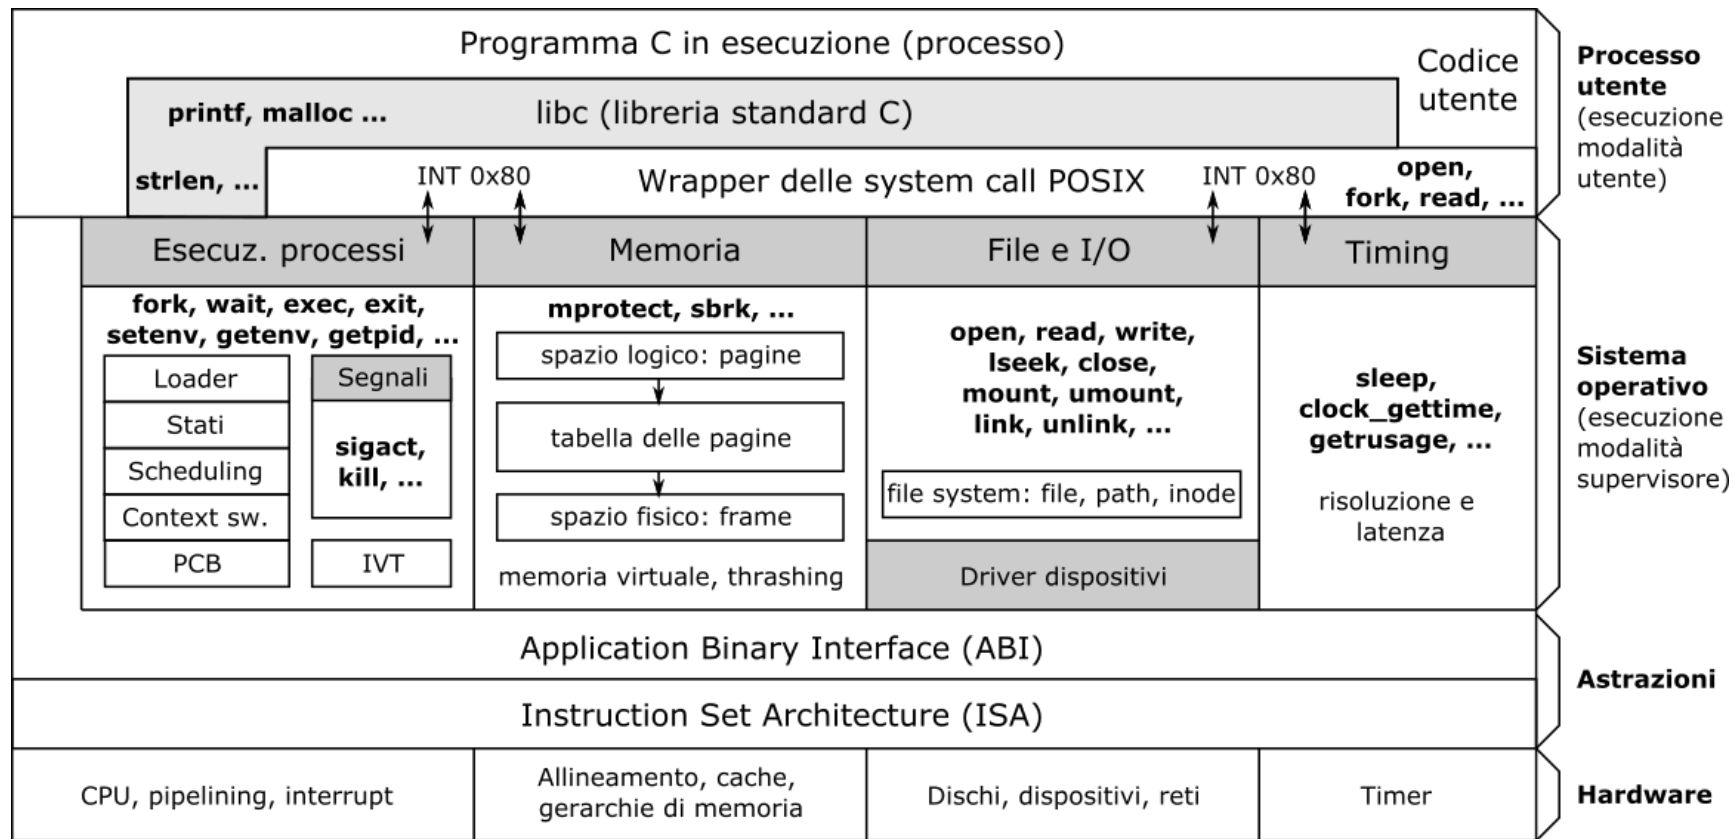 Programma C in esecuzione (processo)
Codice
utente
printf, malloc ...
libc (libreria standard C)
strlen, ...
INT 0x80
Wrapper delle system call POSIX
INT 0x80
open,
fork, read, ...
Processo
utente
(esecuzione
modalità
utente)
Esecuz. processi
fork, wait, exec, exit,
setenv, getenv, getpid, ...
Loader
Stati
Scheduling
Context sw.
PCB
Segnali
sigact,
kill, ...
IVT
Memoria
mprotect, sbrk, ...
spazio logico: pagine
tabella delle pagine
spazio fisico: frame
memoria virtuale, thrashing
File e I/O
open, read, write,
lseek, close,
mount, umount,
link, unlink, ...
file system: file, path, inode
Driver dispositivi
Timing
sleep,
clock_gettime,
getrusage, ...
risoluzione e
latenza
Sistema
operativo
(esecuzione
modalità
supervisore)
Application Binary Interface (ABI)
Instruction Set Architecture (ISA)
Astrazioni
CPU, pipelining, interrupt
Allineamento, cache,
gerarchie di memoria
Dischi, dispositivi, reti
Timer
Hardware